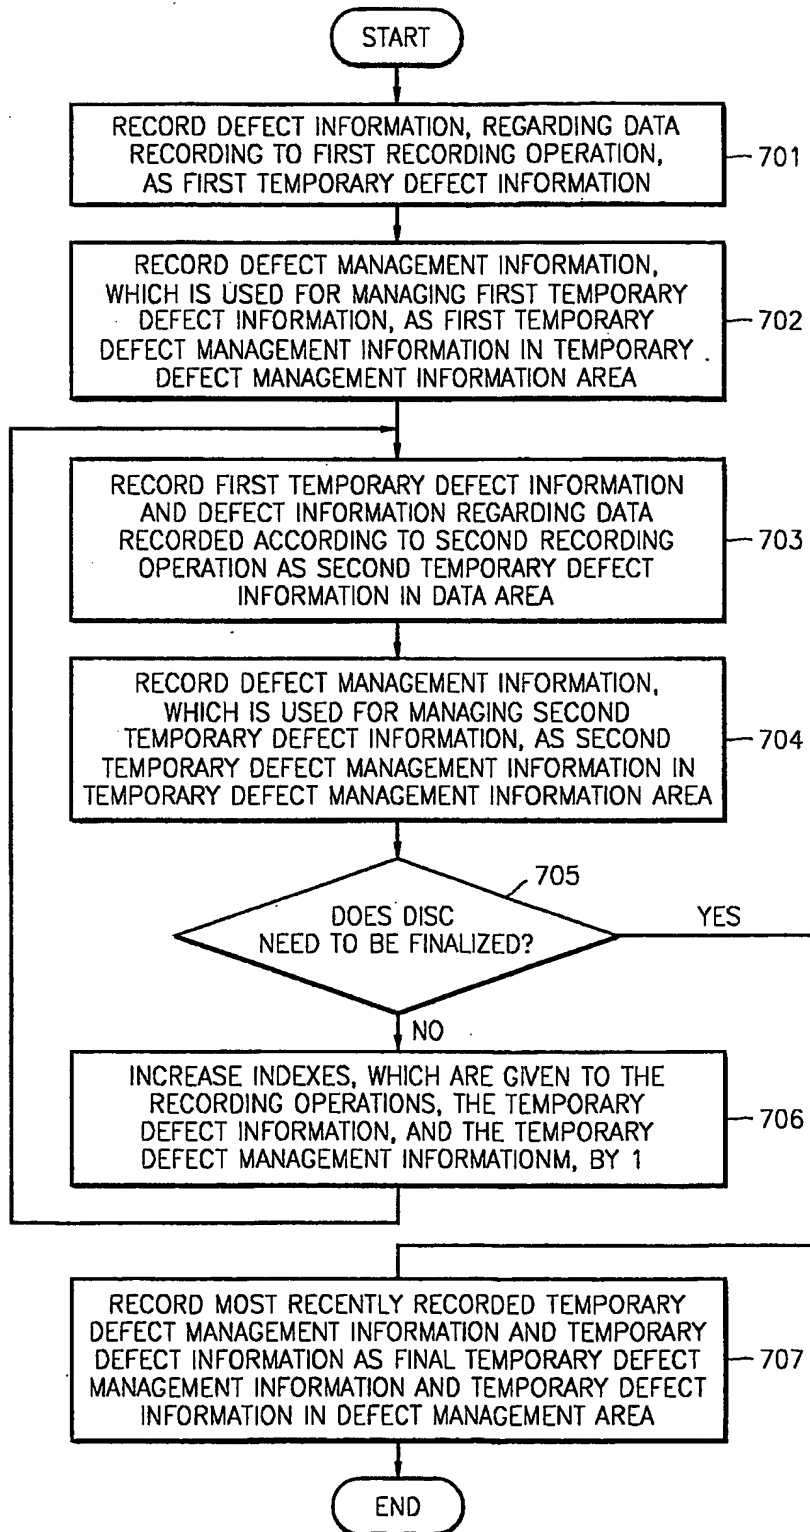 START
RECORD DEFECT INFORMATION, REGARDING DATA
RECORDING TO FIRST RECORDING OPERATION,
AS FIRST TEMPORARY DEFECT INFORMATION
701
RECORD DEFECT MANAGEMENT INFORMATION,
WHICH IS USED FOR MANAGING FIRST TEMPORARY
DEFECT INFORMATION, AS FIRST TEMPORARY
DEFECT MANAGEMENT INFORMATION IN TEMPORARY
DEFECT MANAGEMENT INFORMATION AREA
702
RECORD FIRST TEMPORARY DEFECT INFORMATION
AND DEFECT INFORMATION REGARDING DATA
RECORDED ACCORDING TO SECOND RECORDING
OPERATION AS SECOND TEMPORARY DEFECT
INFORMATION IN DATA AREA
703
RECORD DEFECT MANAGEMENT INFORMATION,
WHICH IS USED FOR MANAGING SECOND
TEMPORARY DEFECT INFORMATION, AS SECOND
TEMPORARY DEFECT MANAGEMENT INFORMATION IN
TEMPORARY DEFECT MANAGEMENT INFORMATION AREA
704
705
DOES DISC
NEED TO BE FINALIZED?
YES
NO
INCREASE INDEXES, WHICH ARE GIVEN TO THE
RECORDING OPERATIONS, THE TEMPORARY
DEFECT INFORMATION, AND THE TEMPORARY
DEFECT MANAGEMENT INFORMATIONM, BY 1
706
RECORD MOST RECENTLY RECORDED TEMPORARY
DEFECT MANAGEMENT INFORMATION AND TEMPORARY
DEFECT INFORMATION AS FINAL TEMPORARY DEFECT
MANAGEMENT INFORMATION AND TEMPORARY DEFECT
INFORMATION IN DEFECT MANAGEMENT AREA
707
END